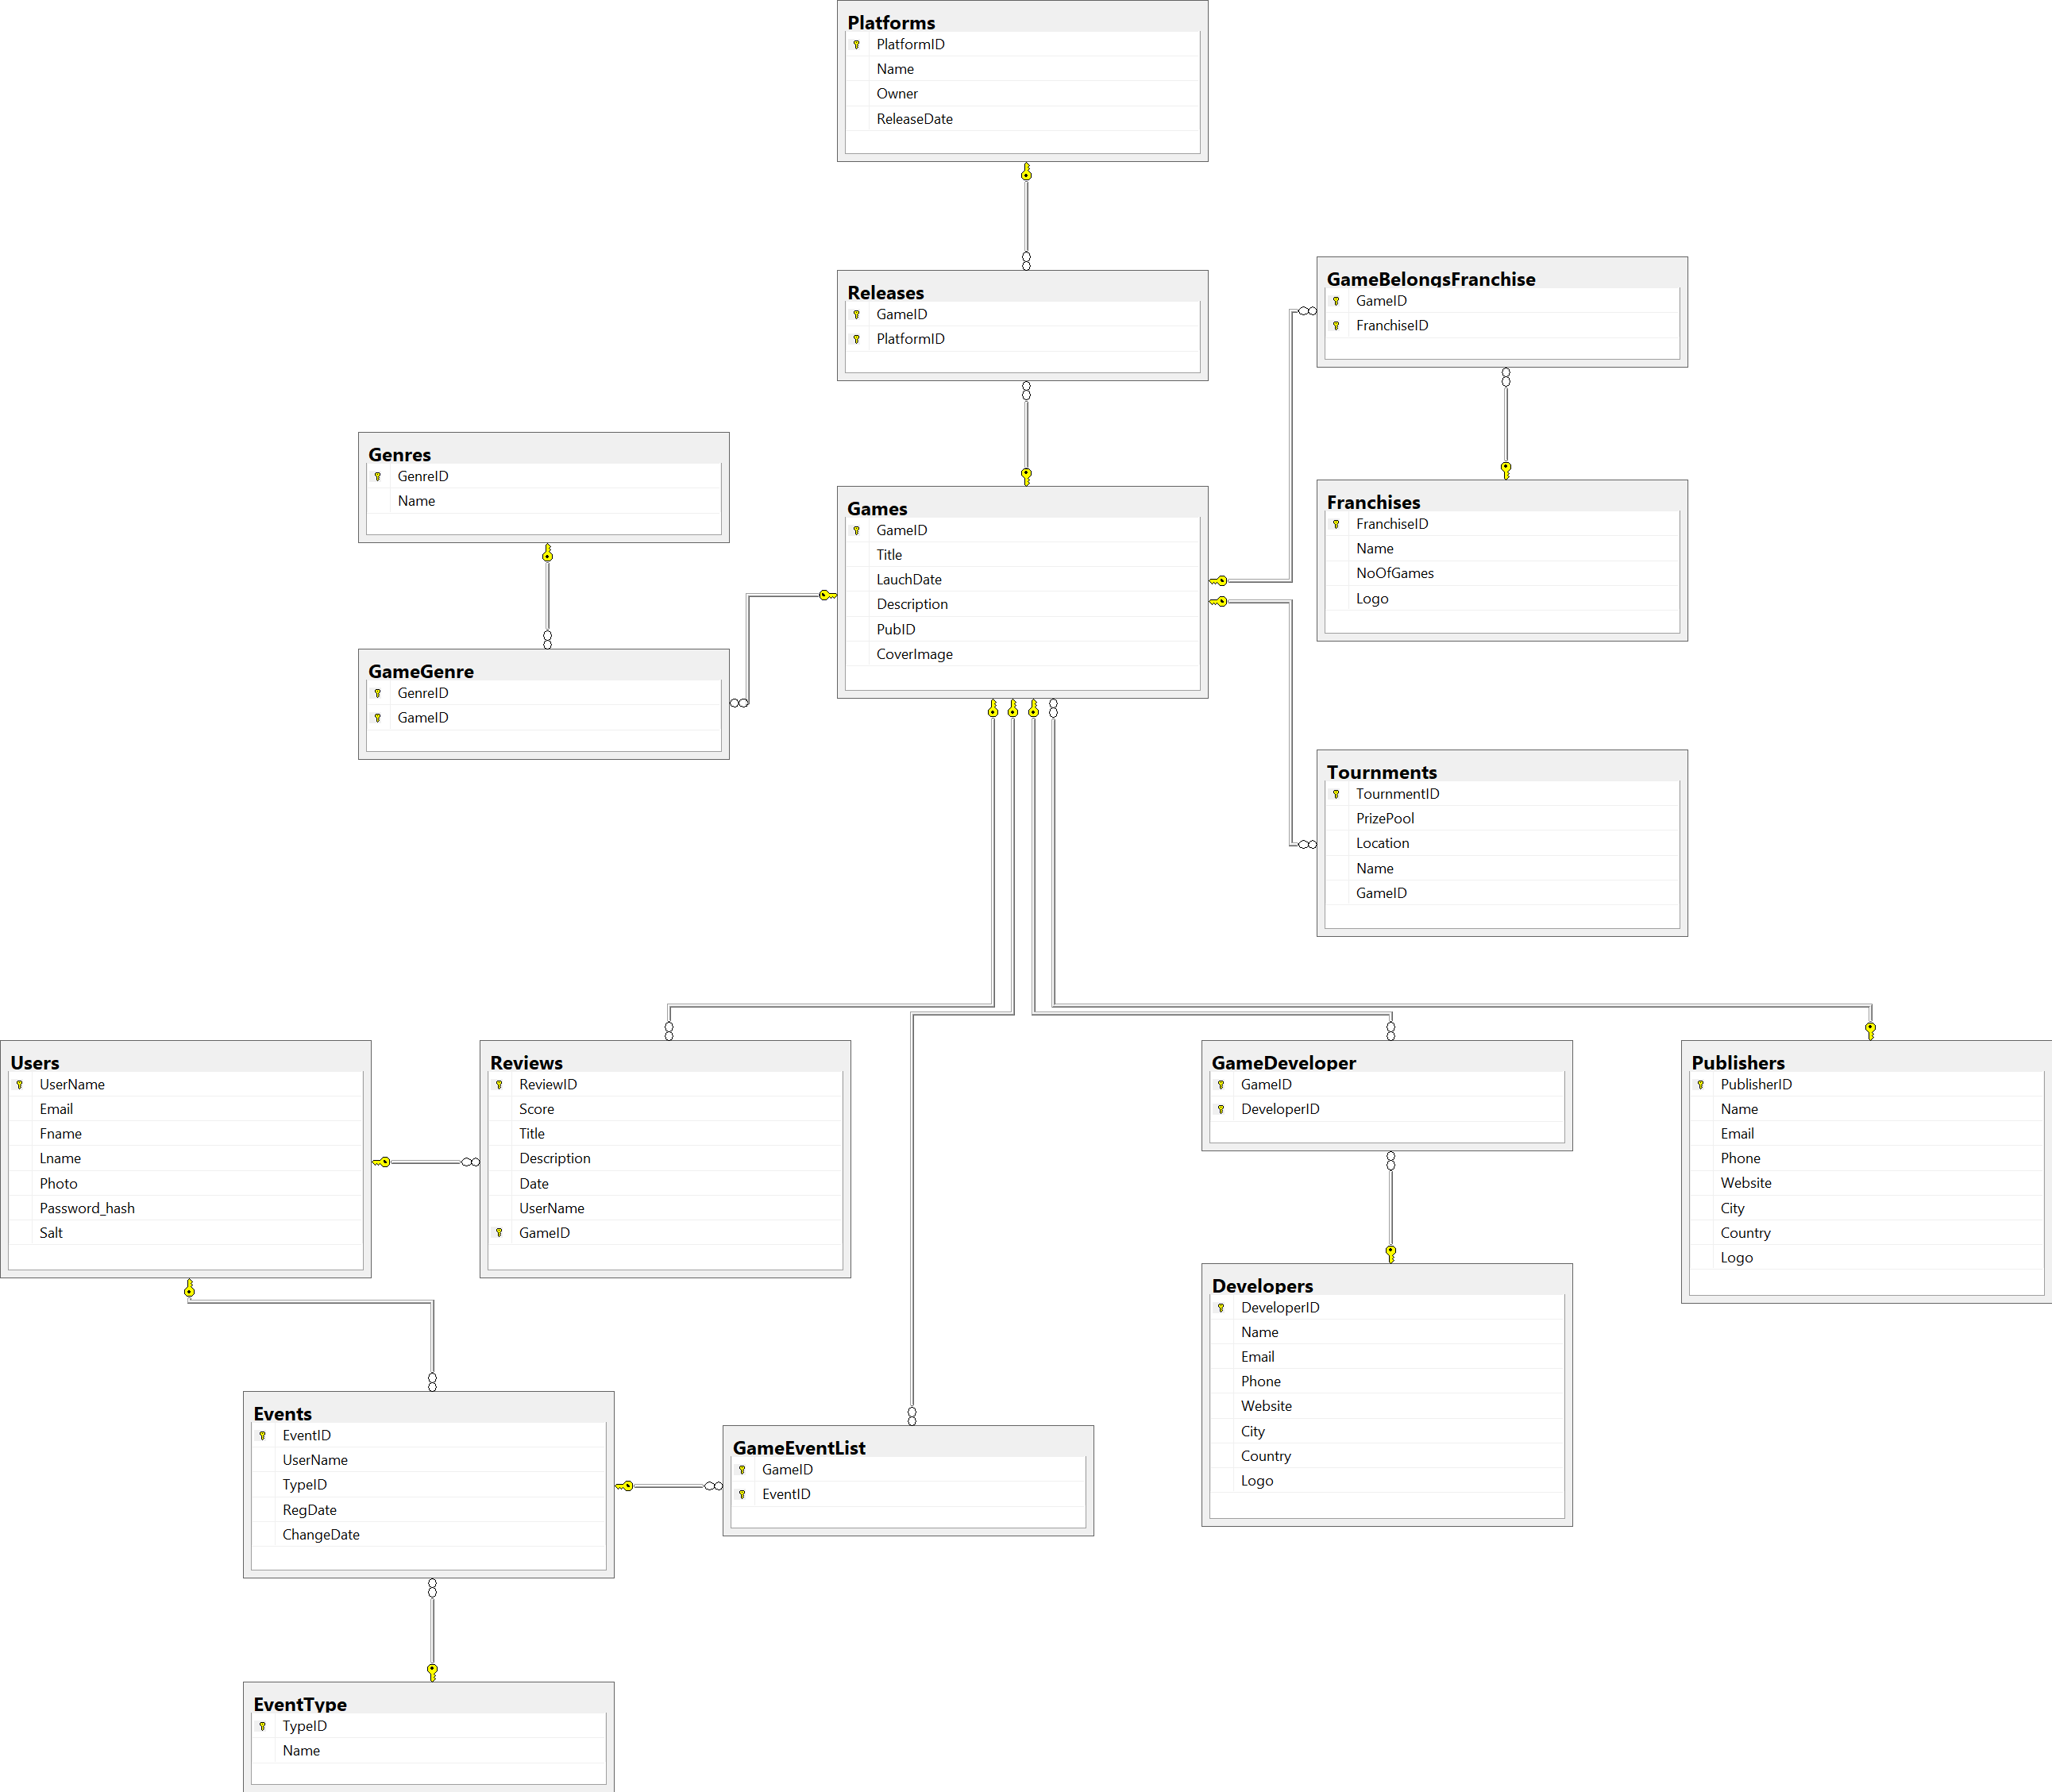 Platforms
PlatformID
Name
Owner
ReleaseDate
Releases
GameID
PlatformID
GameBelongsFranchise
GameID
FranchiseID
Genres
GenreID
Name
Games
GameID
Title
LauchDate
Description
PubID
CoverImage
Franchises
FranchiseID
Name
NoOfGames
Logo
GameGenre
GenreID
GameID
Tournments
TournmentID
PrizePool
Location
Name
GameID
Users
UserName
Email
Fname
Lname
Photo
Password_hash
Salt
Reviews
ReviewID
Score
Title
Description
Date
UserName
GameID
GameDeveloper
GameID
DeveloperID
Publishers
PublisherID
Name
Email
Phone
Website
City
Country
Logo
Developers
DeveloperID
Name
Email
Phone
Website
City
Country
Logo
Events
EventID
UserName
TypeID
RegDate
ChangeDate
GameEventList
GameID
EventID
EventType
TypeID
Name